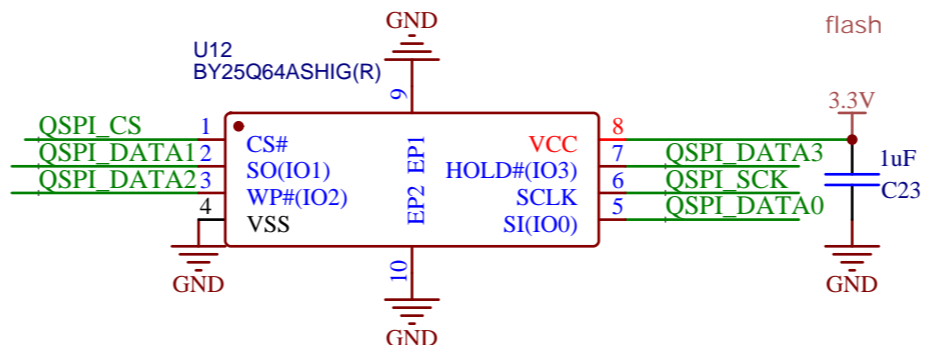 GND
flash
U12
BY25Q64ASHIG(R)
9
3.3V
QSPI_CS 1 CS# EP1 VCC 8
QSPI_DATA1 2 SO(IO1) HOLD#(IO3) 7 QSPI_DATA3
1uF
QSPI_DATA2 3 WP#(IO2) EP2 SCLK 6 QSPI_SCK
C23
4 VSS SI(IO0) 5 QSPI_DATA0
10
GND
GND
GND